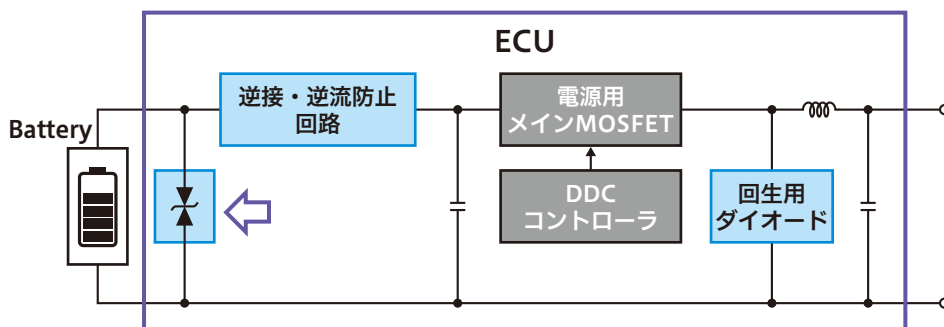 ECU
Battery
逆接・逆流防止
回路
電源用
メインMOSFET
DDC
コントローラ
回生用
ダイオード